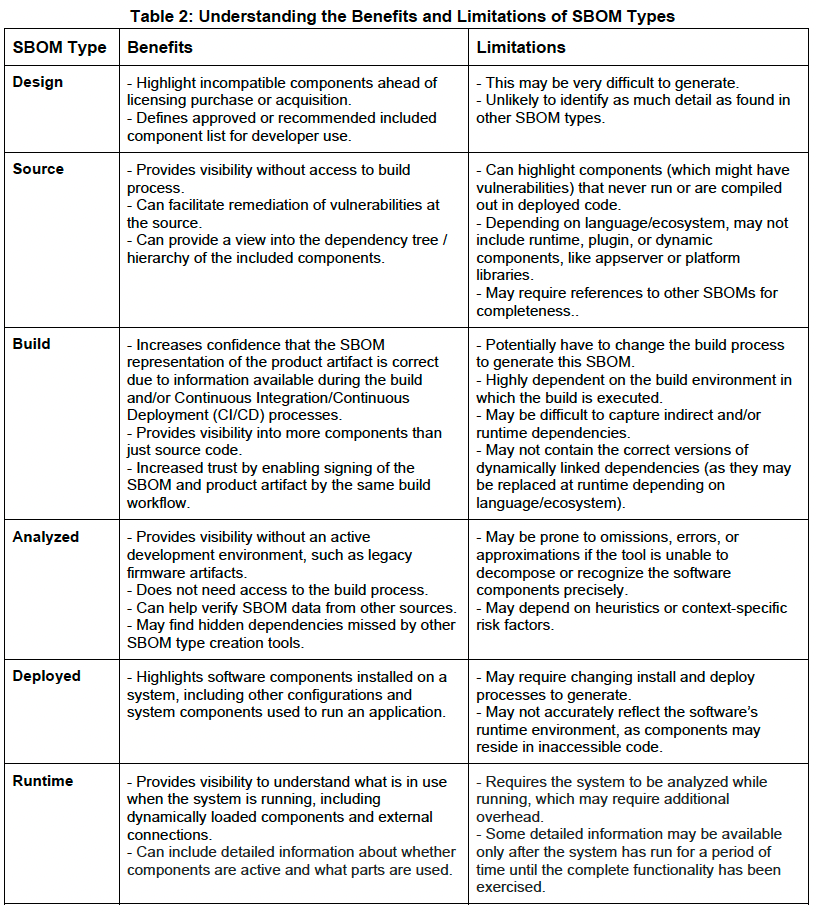 Table 2: Understanding the Benefits and Limitations of SBOM Types
SBOM Type
Benefits
Limitations
Design
- Highlight incompatible components ahead of
licensing purchase or acquisition.
- Defines approved or recommended included
component list for developer use.
- This may be very difficult to generate.
- Unlikely to identify as much detail as found in
other SBOM types.
Source
- Provides visibility without access to build
process.
- Can facilitate remediation of vulnerabilities at
the source.
- Can provide a view into the dependency tree /
hierarchy of the included components.
- Can highlight components (which might have
vulnerabilities) that never run or are compiled
out in deployed code.
- Depending on language/ecosystem, may not
include runtime, plugin, or dynamic
components, like appserver or platform
libraries.
- May require references to other SBOMs for
completeness..
Build
- Increases confidence that the SBOM
representation of the product artifact is correct
due to information available during the build
and/or Continuous Integration/Continuous
Deployment (CI/CD) processes.
- Provides visibility into more components than
just source code.
- Increased trust by enabling signing of the
SBOM and product artifact by the same build
workflow.
- Potentially have to change the build process
to generate this SBOM.
- Highly dependent on the build environment in
which the build is executed.
- May be difficult to capture indirect and/or
runtime dependencies.
- May not contain the correct versions of
dynamically linked dependencies (as they may
be replaced at runtime depending on
language/ecosystem).
Analyzed
- Provides visibility without an active
development environment, such as legacy
firmware artifacts.
- Does not need access to the build process.
- Can help verify SBOM data from other sources.
- May find hidden dependencies missed by other
SBOM type creation tools.
- May be prone to omissions, errors, or
approximations if the tool is unable to
decompose or recognize the software
components precisely.
- May depend on heuristics or context-specific
risk factors.
Deployed
- Highlights software components installed on a
system, including other configurations and
system components used to run an application.
- May require changing install and deploy
processes to generate.
- May not accurately reflect the software's
runtime environment, as components may
reside in inaccessible code.
Runtime
- Provides visibility to understand what is in use
when the system is running, including
dynamically loaded components and external
connections.
- Can include detailed information about whether
components are active and what parts are used.
- Requires the system to be analyzed while
running, which may require additional
overhead.
- Some detailed information may be available
only after the system has run for a period of
time until the complete functionality has been
exercised.